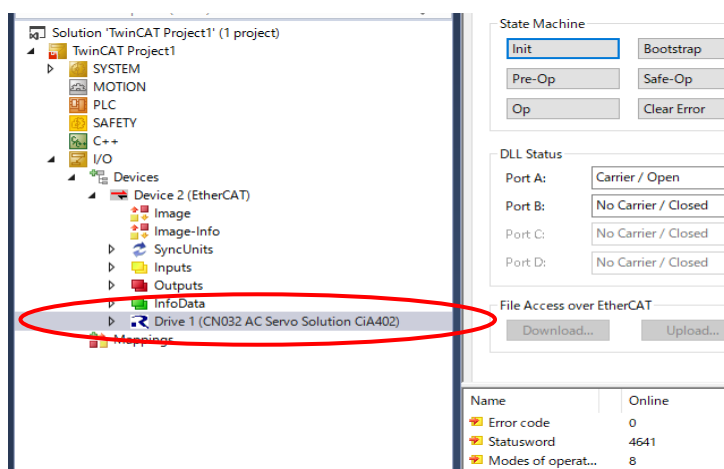 Solution 'TwinCAT Project1' (1 project)
TwinCAT Project1
SYSTEM
MOTION
PLC
SAFETY
C++
I/O
Devices
Device 2 (EtherCAT)
Image
Image-Info
SyncUnits
Inputs
Outputs
InfoData
Drive 1 (CN032 AC Servo Solution CiA402)
Mappings
State Machine
Init Bootstrap
Pre-Op Safe-Op
Op Clear Error
DLL Status
Port A: Carrier / Open
Port B: No Carrier / Closed
Port C: No Carrier / Closed
Port D: No Carrier / Closed
File Access over EtherCAT
Download... Upload...
Name Online
Error code 0
Statusword 4641
Modes of operat... 8